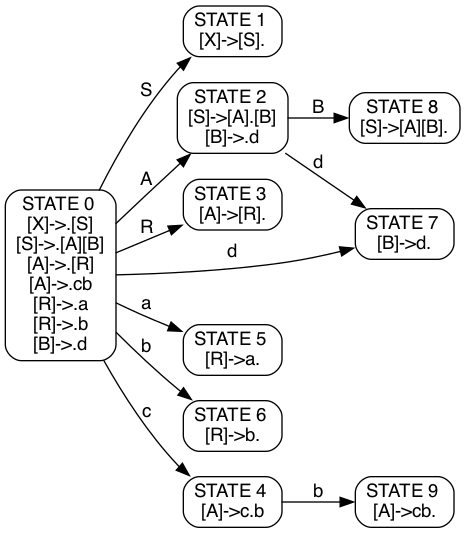 STATE 1
[X]->[S].
S
STATE 2
[S]->[A].[B]
[B]->.d
B
STATE 8
[S]->[A][B].
A
d
STATE 0
[X]->.[S]
[S]->.[A][B]
[A]->.[R]
[A]->.cb
[R]->.a
[R]->.b
[B]->.d
R
STATE 3
[A]->[R].
STATE 7
[B]->d.
d
a
STATE 5
[R]->a.
b
STATE 6
[R]->b.
c
STATE 4
[A]->c.b
b
STATE 9
[A]->cb.